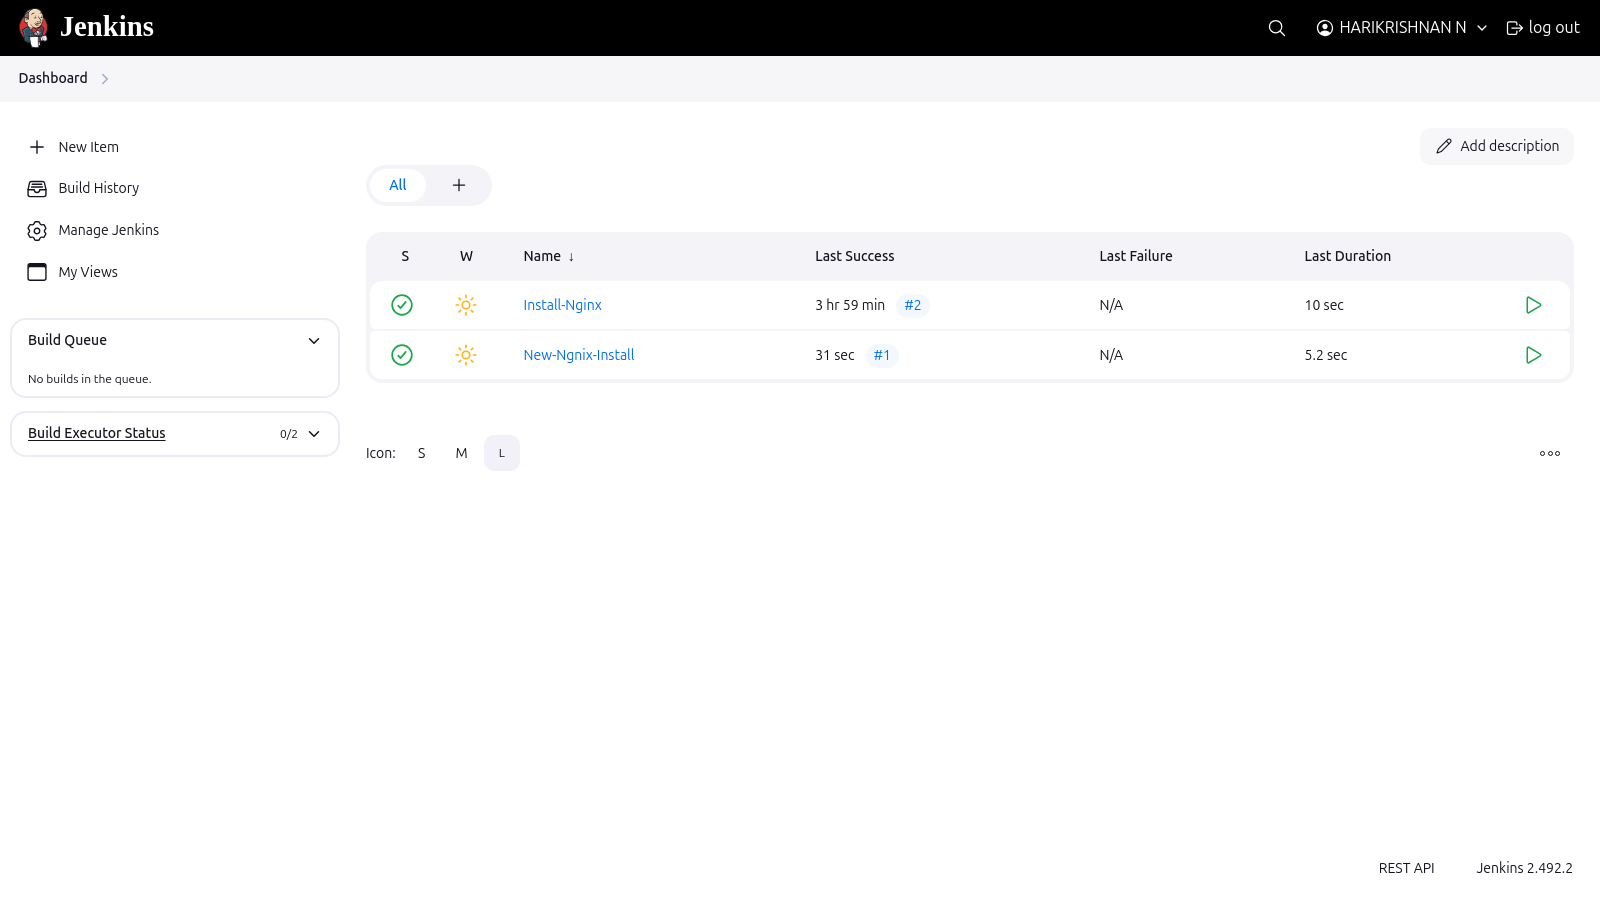 Jenkins
HARIKRISHNAN N
log out
Dashboard
New Item
Build History
Manage Jenkins
My Views
Build Queue
No builds in the queue.
Build Executor Status 0/2
Add description
All
S W Name ↓ Last Success Last Failure Last Duration
Install-Nginx 3 hr 59 min #2 N/A 10 sec
New-Ngnix-Install 31 sec #1 N/A 5.2 sec
Icon: S M L
REST API Jenkins 2.492.2